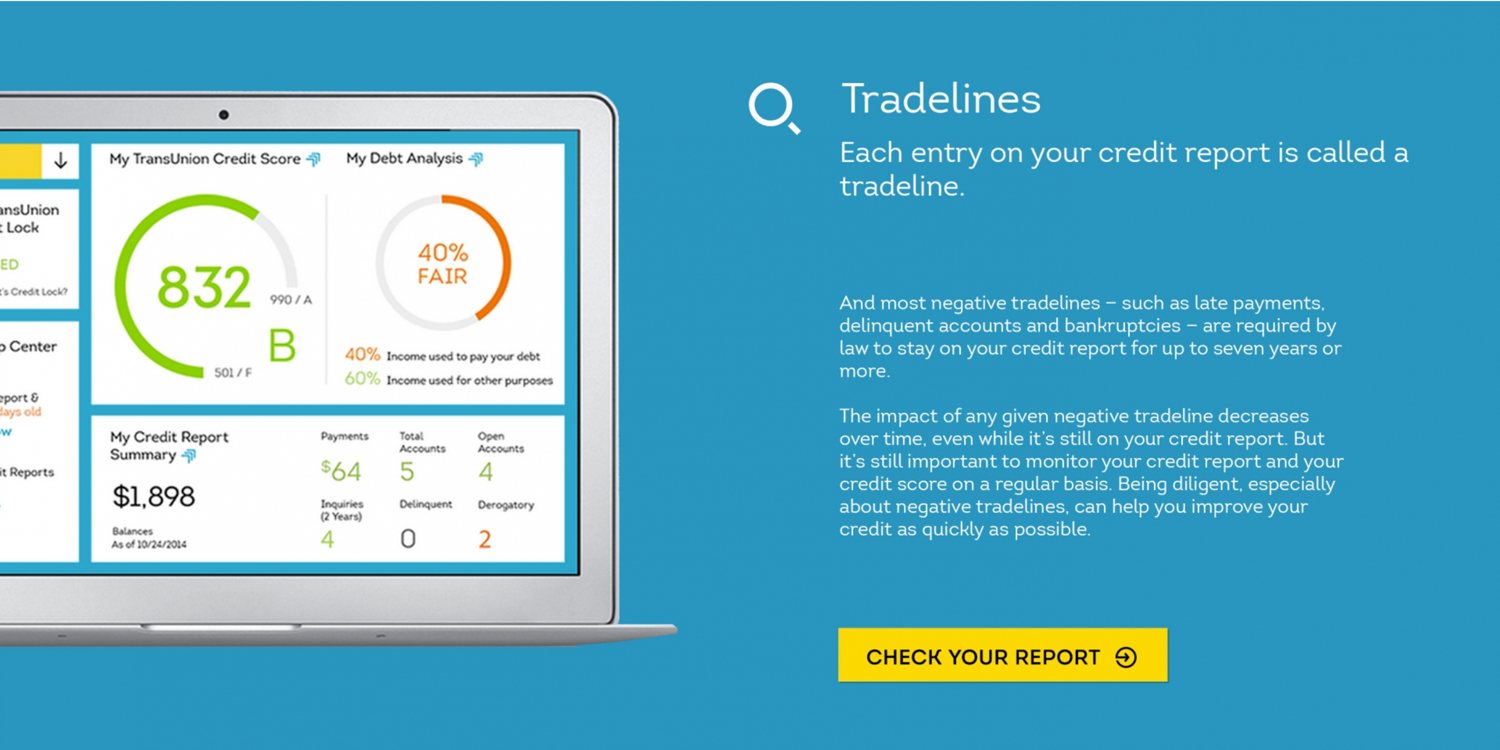 ansUnion
t Lock
ED
t's Credit Lock?
p Center
eport &
days old
ow
it Reports
My TransUnion Credit Score
My Debt Analysis
832
990 / A
B
501 / F
40%
FAIR
40% Income used to pay your debt
60% Income used for other purposes
My Credit Report
Summary
$1,898
Balances
As of 10/24/2014
Payments
$64
Total
Accounts
5
Open
Accounts
4
Inquiries
(2 Years)
4
Delinquent
0
Derogatory
2
Tradelines
Each entry on your credit report is called a
tradeline.
And most negative tradelines – such as late payments,
delinquent accounts and bankruptcies – are required by
law to stay on your credit report for up to seven years or
more.
The impact of any given negative tradeline decreases
over time, even while it's still on your credit report. But
it's still important to monitor your credit report and your
credit score on a regular basis. Being diligent, especially
about negative tradelines, can help you improve your
credit as quickly as possible.
CHECK YOUR REPORT